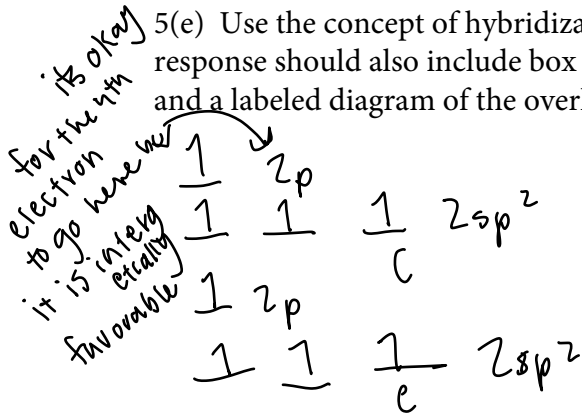 5(e) Use the concept of hybridiza
response should also include box
and a labeled diagram of the overl
its okay
for the 4th
electron
to go here bc
it is interg
etically
favorable
1 2p
1 1 1 2sp²
C
1 2p
1 1 1 2sp²
C